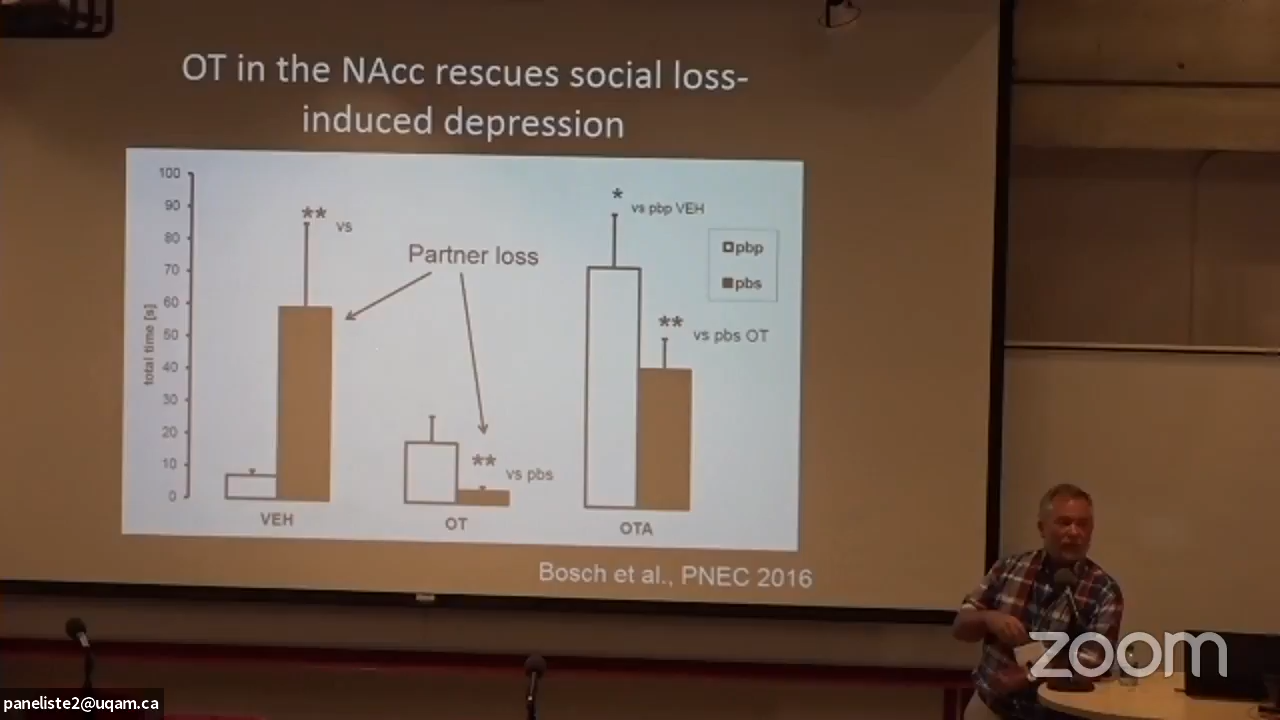 OT in the NAcc rescues social loss-
induced depression
100
90
80
70
60
50
40
30
20
10
0
total time [s]
** vs
Partner loss
* vs pbp VEH
pbp
pbs
** vs pbs OT
** vs pbs
VEH
OT
OTA
Bosch et al., PNEC 2016
zoom
paneliste2@uqam.ca